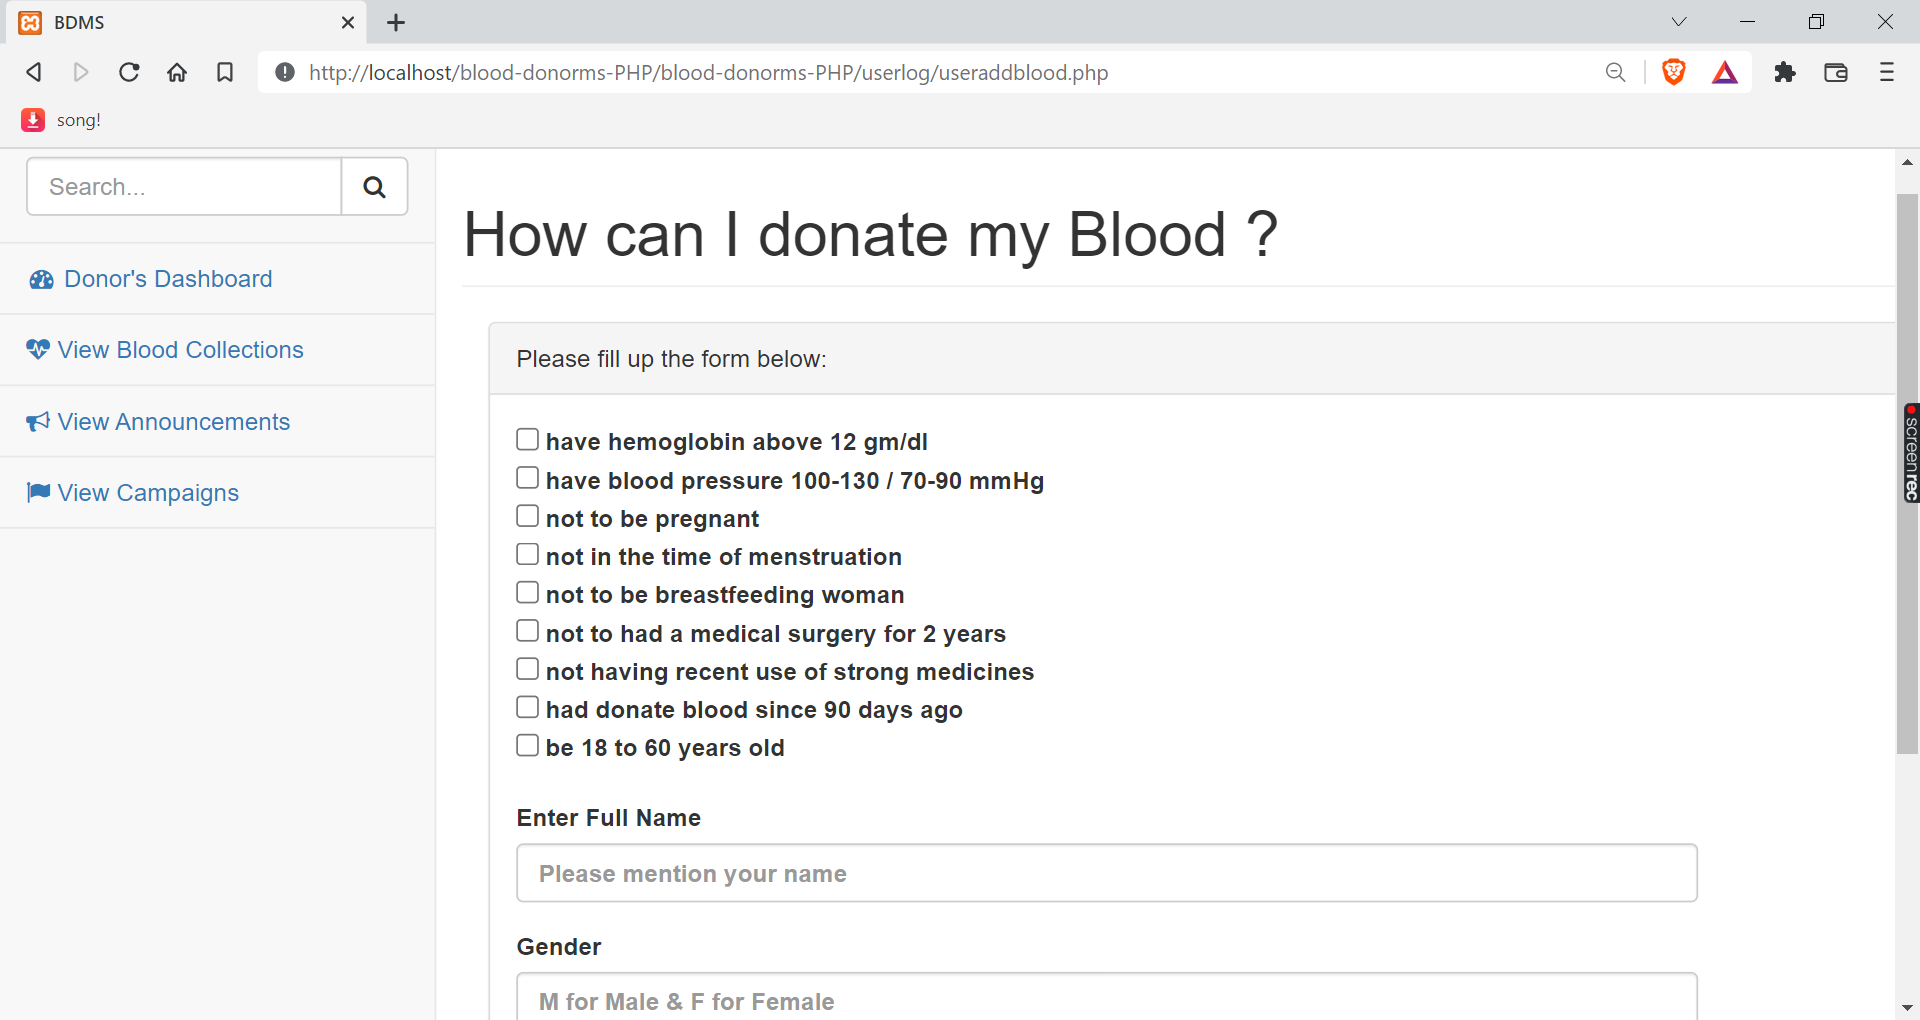 BDMS
http://localhost/blood-donorms-PHP/blood-donorms-PHP/userlog/useraddblood.php
song!
Search...
Donor's Dashboard
View Blood Collections
View Announcements
View Campaigns
How can I donate my Blood ?
Please fill up the form below:
have hemoglobin above 12 gm/dl
have blood pressure 100-130 / 70-90 mmHg
not to be pregnant
not in the time of menstruation
not to be breastfeeding woman
not to had a medical surgery for 2 years
not having recent use of strong medicines
had donate blood since 90 days ago
be 18 to 60 years old
Enter Full Name
Please mention your name
Gender
M for Male & F for Female
screenrec